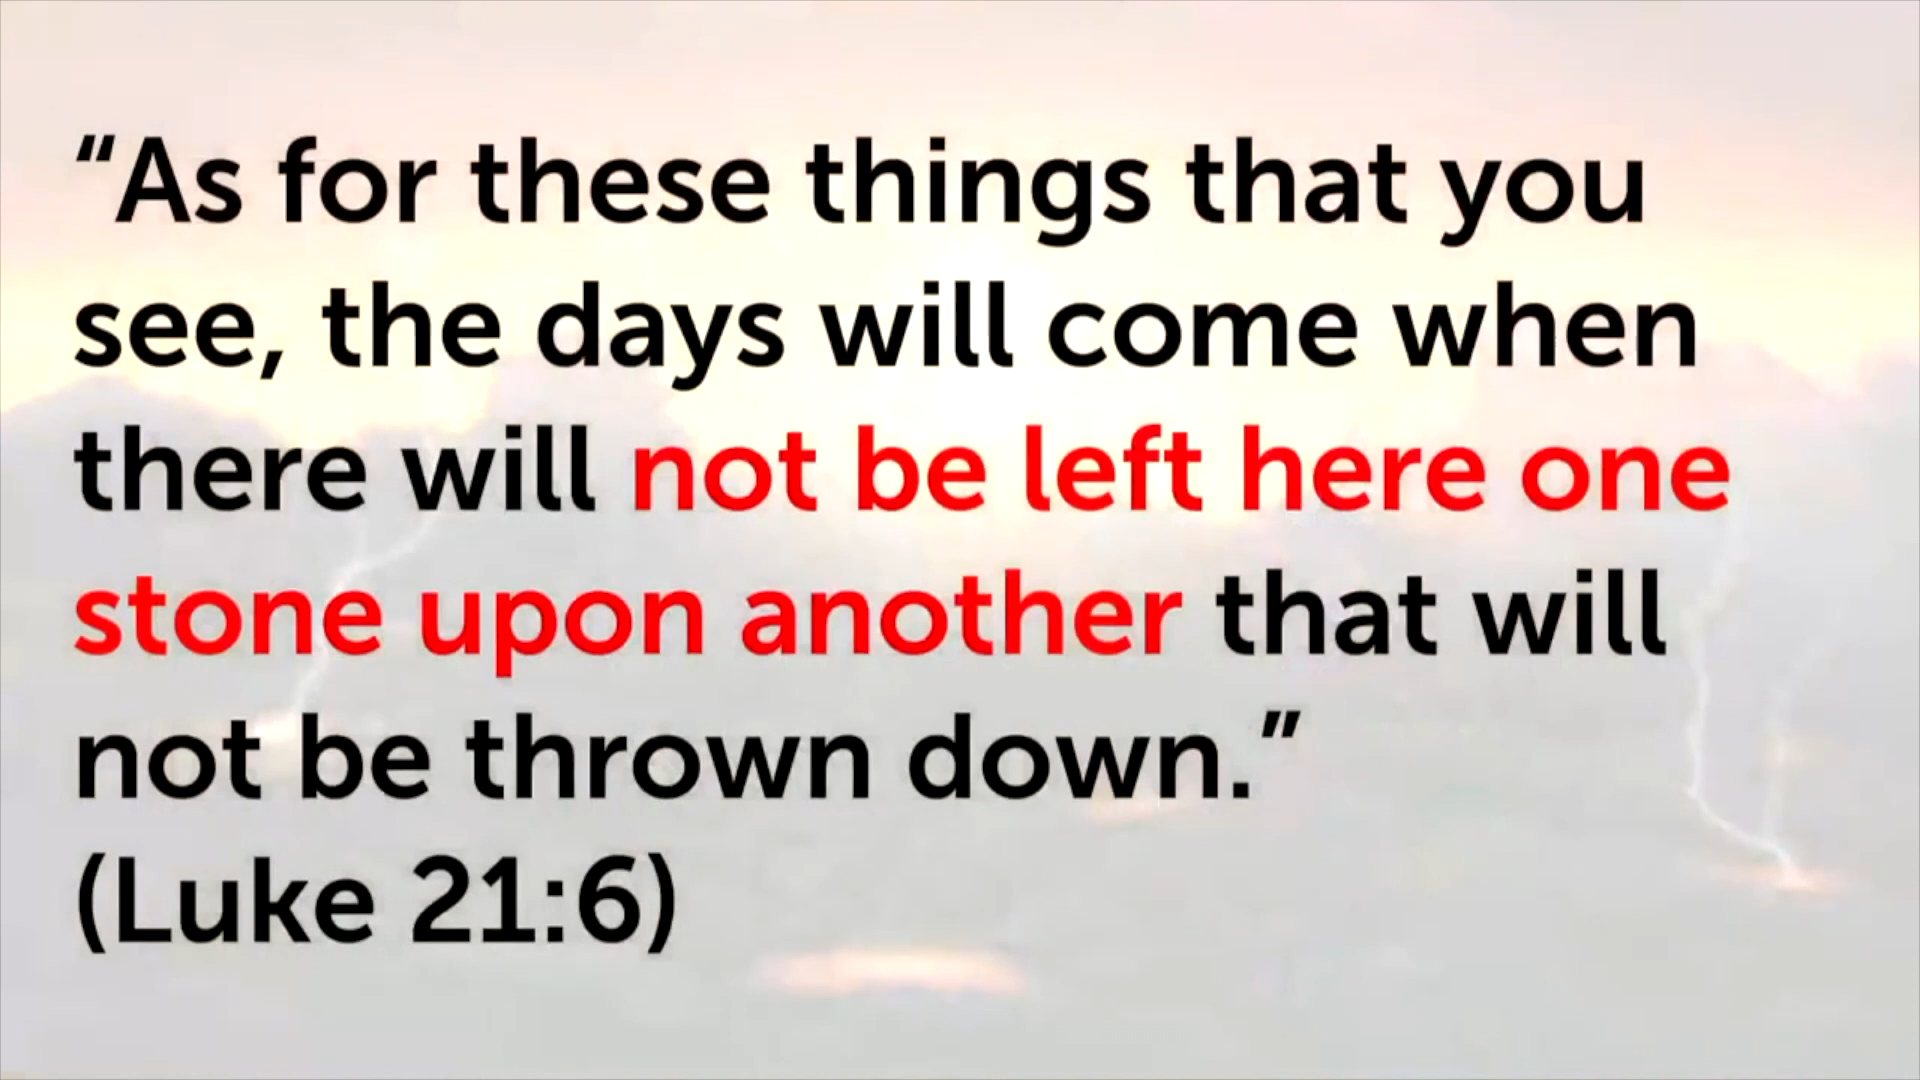 “As for these things that you
see, the days will come when
there will not be left here one
stone upon another that will
not be thrown down.”
(Luke 21:6)